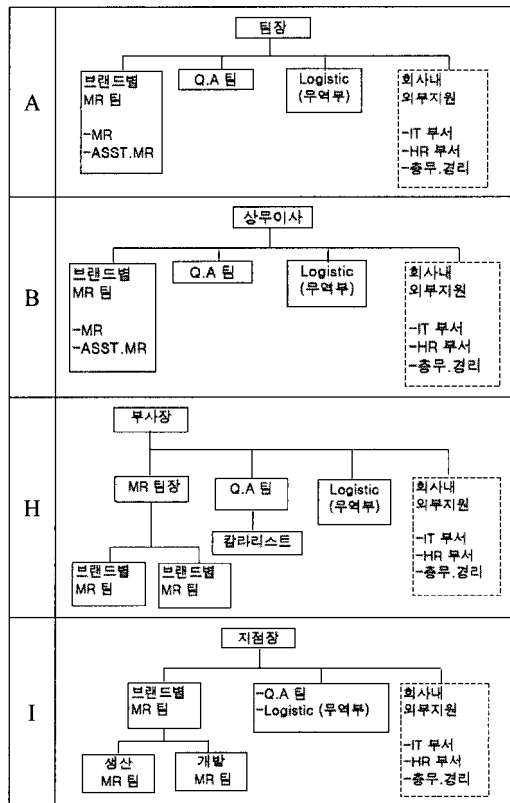 A
팀장
브랜드별
MR 팀
-MR
-ASST.MR
Q.A 팀
Logistic
(무역부)
회사내
외부지원
-IT 부서
-HR 부서
-총무.경리
B
상무이사
브랜드별
MR 팀
-MR
-ASST.MR
Q.A 팀
Logistic
(무역부)
회사내
외부지원
-IT 부서
-HR 부서
-총무.경리
H
부사장
MR 팀장
브랜드별
MR 팀
브랜드별
MR 팀
Q.A 팀
칼라리스트
Logistic
(무역부)
회사내
외부지원
-IT 부서
-HR 부서
-총무.경리
I
지점장
브랜드별
MR 팀
생산
MR 팀
개발
MR 팀
-Q.A 팀
-Logistic (무역부)
회사내
외부지원
-IT 부서
-HR 부서
-총무.경리